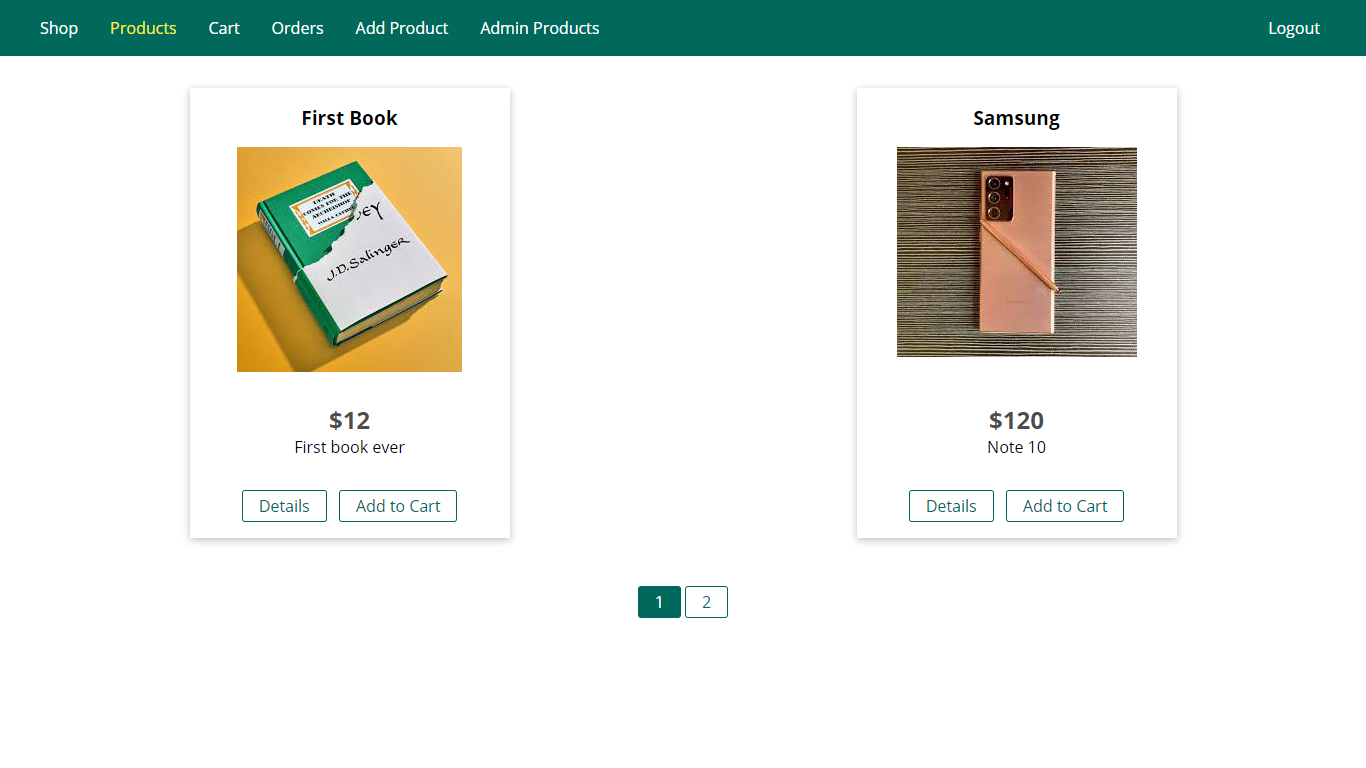 Shop Products Cart Orders Add Product Admin Products Logout
First Book
DEATH
COMES FOR THE
ARCHBISHOP
WILLA CATHER
EY
J.D. Salinger
$12
First book ever
Details Add to Cart
Samsung
$120
Note 10
Details Add to Cart
1 2